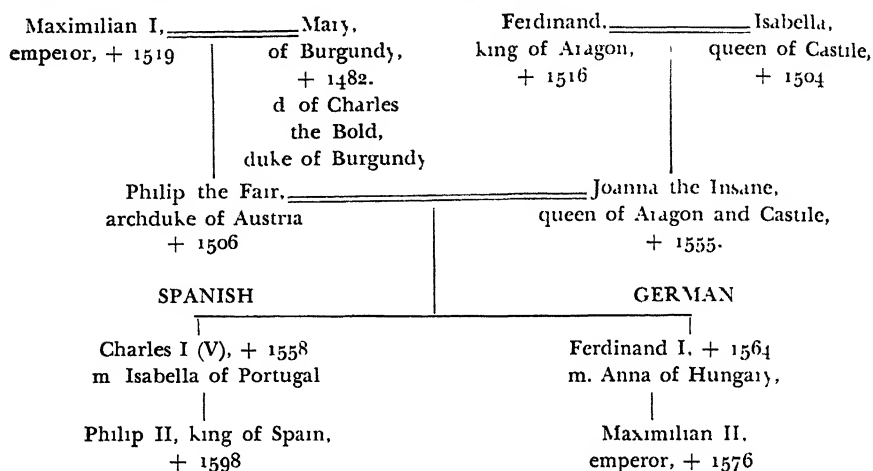 Maximilian I,
emperor, + 1519
Mary,
of Burgundy,
+ 1482.
d of Charles
the Bold,
duke of Burgundy
Ferdinand,
king of Aragon,
+ 1516
Isabella,
queen of Castile,
+ 1504
Philip the Fair,
archduke of Austria
+ 1506
Joanna the Insane,
queen of Aragon and Castile,
+ 1555.
SPANISH
GERMAN
Charles I (V), + 1558
m Isabella of Portugal
Ferdinand I, + 1564
m. Anna of Hungary,
Philip II, king of Spain,
+ 1598
Maximilian II,
emperor, + 1576